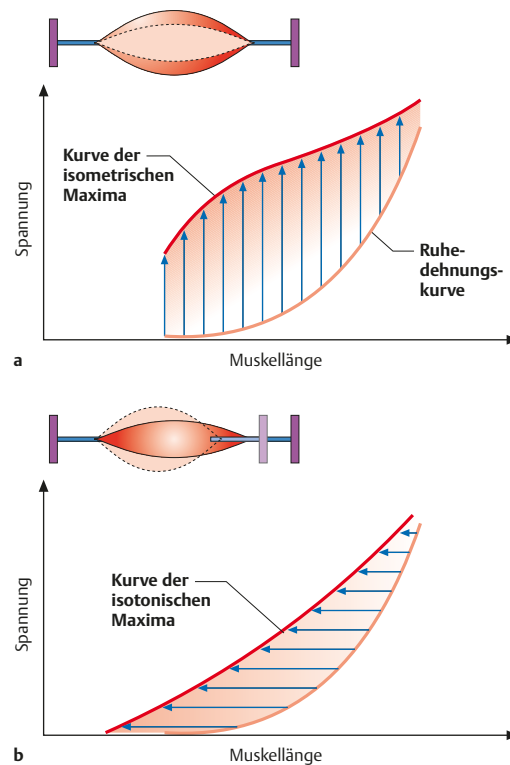 Spannung
Kurve der
isometrischen
Maxima
Ruhe-
dehnungs-
kurve
a
Muskellänge
Spannung
Kurve der
isotonischen
Maxima
b
Muskellänge